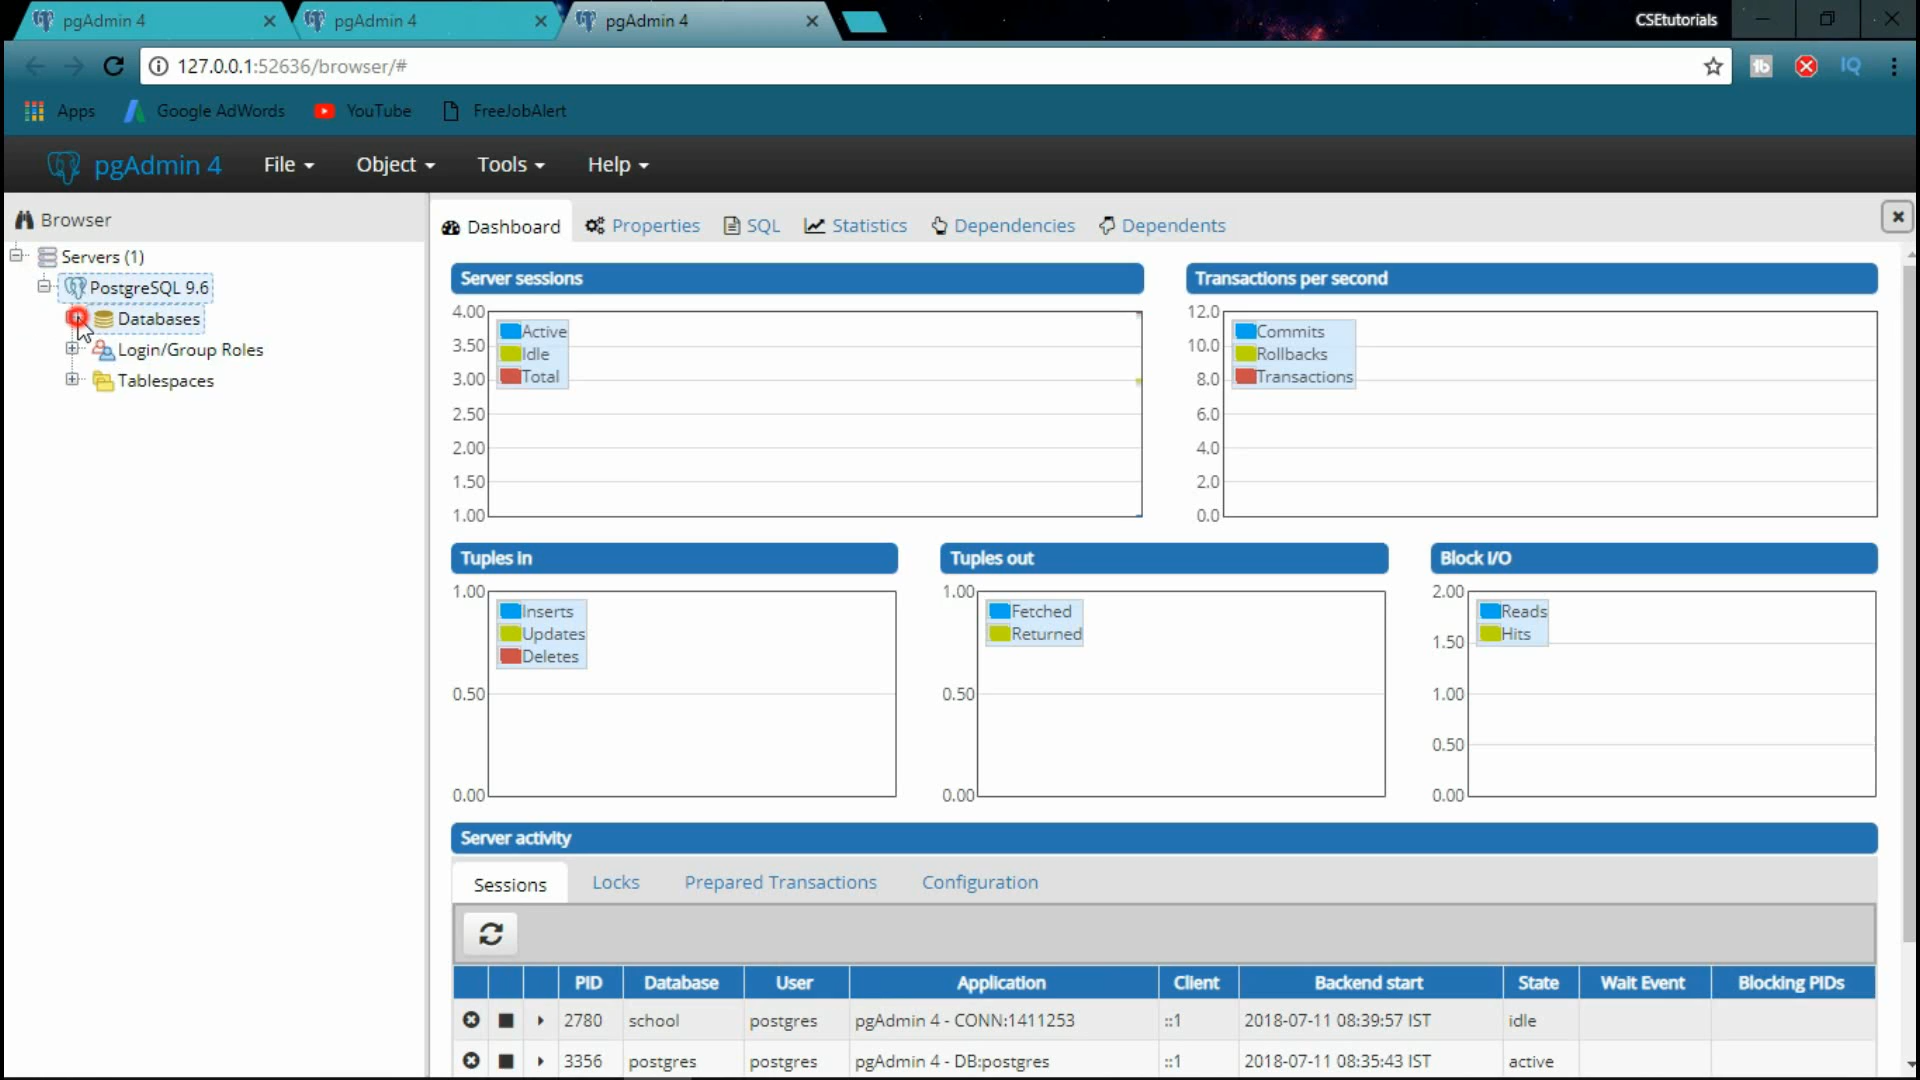 pgAdmin 4
pgAdmin 4
pgAdmin 4
CSEtutorials
127.0.0.1:52636/browser/#
Apps
Google AdWords
YouTube
FreeJobAlert
IQ
pgAdmin 4
File
Object
Tools
Help
Browser
Servers (1)
PostgreSQL 9.6
Databases
Login/Group Roles
Tablespaces
Dashboard
Properties
SQL
Statistics
Dependencies
Dependents
Server sessions
4.00
3.50
3.00
2.50
2.00
1.50
1.00
Active
Idle
Total
Transactions per second
12.0
10.0
8.0
6.0
4.0
2.0
0.0
Commits
Rollbacks
Transactions
Tuples in
1.00
0.50
0.00
Inserts
Updates
Deletes
Tuples out
1.00
0.50
0.00
Fetched
Returned
Block I/O
2.00
1.50
1.00
0.50
0.00
Reads
Hits
Server activity
Sessions
Locks
Prepared Transactions
Configuration
PID Database User Application Client Backend start State Wait Event Blocking PIDs
2780 school postgres pgAdmin 4 - CONN:1411253 ::1 2018-07-11 08:39:57 IST idle
3356 postgres postgres pgAdmin 4 - DB:postgres ::1 2018-07-11 08:35:43 IST active